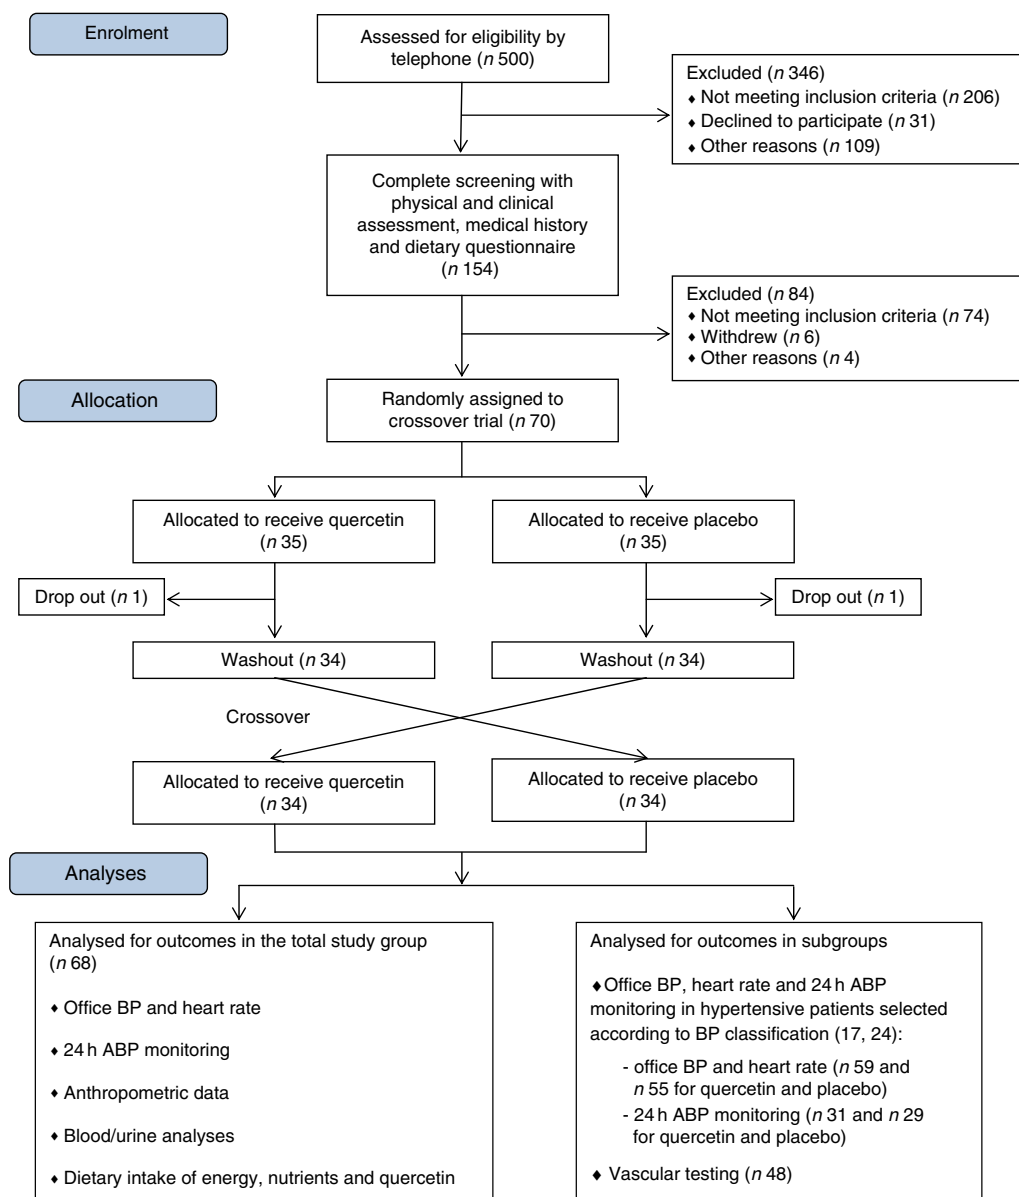 Enrolment
Assessed for eligibility by
telephone (n 500)
Excluded (n 346)
♦ Not meeting inclusion criteria (n 206)
♦ Declined to participate (n 31)
♦ Other reasons (n 109)
Complete screening with
physical and clinical
assessment, medical history
and dietary questionnaire
(n 154)
Excluded (n 84)
♦ Not meeting inclusion criteria (n 74)
♦ Withdrew (n 6)
♦ Other reasons (n 4)
Allocation
Randomly assigned to
crossover trial (n 70)
Allocated to receive quercetin
(n 35)
Allocated to receive placebo
(n 35)
Drop out (n 1)
Drop out (n 1)
Washout (n 34)
Washout (n 34)
Crossover
Allocated to receive quercetin
(n 34)
Allocated to receive placebo
(n 34)
Analyses
Analysed for outcomes in the total study group
(n 68)
♦ Office BP and heart rate
♦ 24 h ABP monitoring
♦ Anthropometric data
♦ Blood/urine analyses
♦ Dietary intake of energy, nutrients and quercetin
Analysed for outcomes in subgroups
♦Office BP, heart rate and 24 h ABP
monitoring in hypertensive patients selected
according to BP classification (17, 24):
- office BP and heart rate (n 59 and
n 55 for quercetin and placebo)
- 24 h ABP monitoring (n 31 and n 29
for quercetin and placebo)
♦ Vascular testing (n 48)